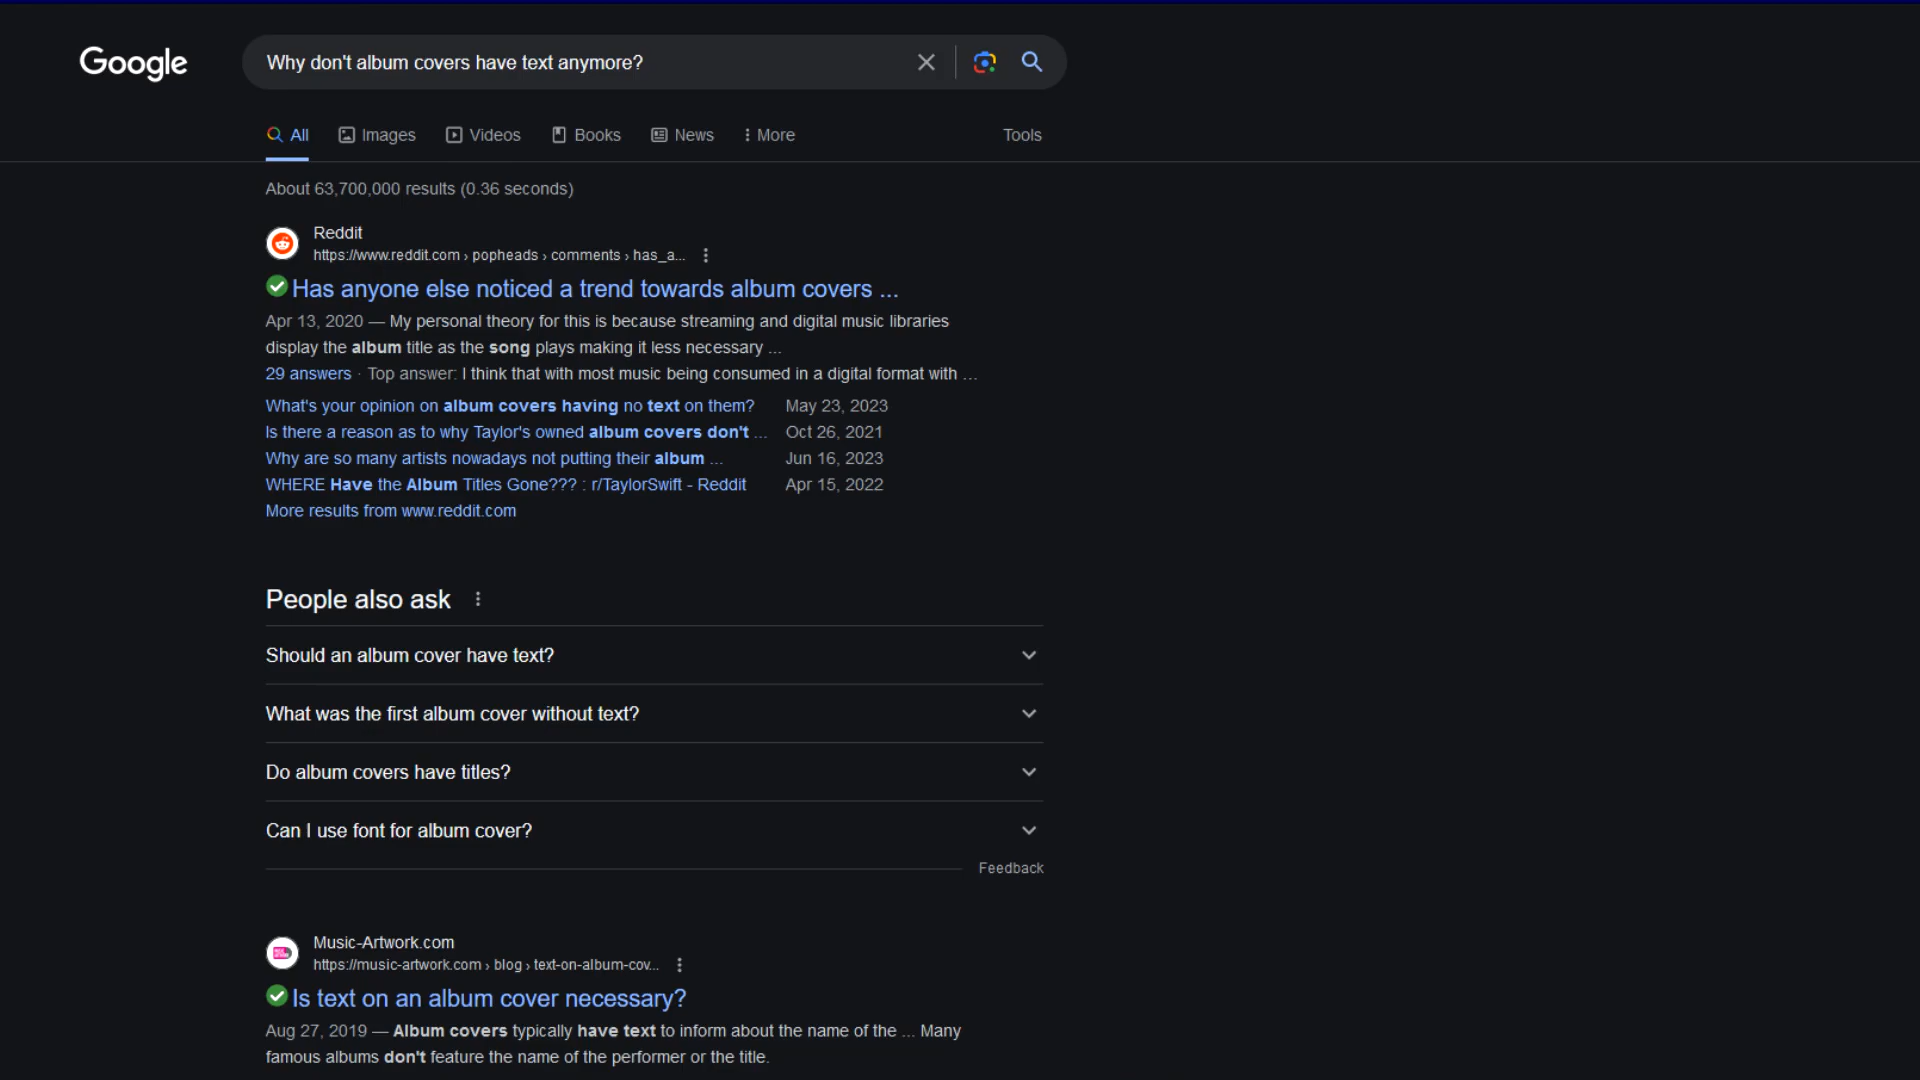 Google
Why don't album covers have text anymore?
All Images Videos Books News More Tools
About 63,700,000 results (0.36 seconds)
Reddit
https://www.reddit.com › popheads › comments › has_a...
Has anyone else noticed a trend towards album covers ...
Apr 13, 2020 — My personal theory for this is because streaming and digital music libraries
display the album title as the song plays making it less necessary ...
29 answers · Top answer: I think that with most music being consumed in a digital format with ...
What's your opinion on album covers having no text on them? May 23, 2023
Is there a reason as to why Taylor's owned album covers don't ... Oct 26, 2021
Why are so many artists nowadays not putting their album ... Jun 16, 2023
WHERE Have the Album Titles Gone??? : r/TaylorSwift - Reddit Apr 15, 2022
More results from www.reddit.com
People also ask
Should an album cover have text?
What was the first album cover without text?
Do album covers have titles?
Can I use font for album cover?
Feedback
Music-Artwork.com
https://music-artwork.com › blog › text-on-album-cov...
Is text on an album cover necessary?
Aug 27, 2019 — Album covers typically have text to inform about the name of the ... Many
famous albums don't feature the name of the performer or the title.